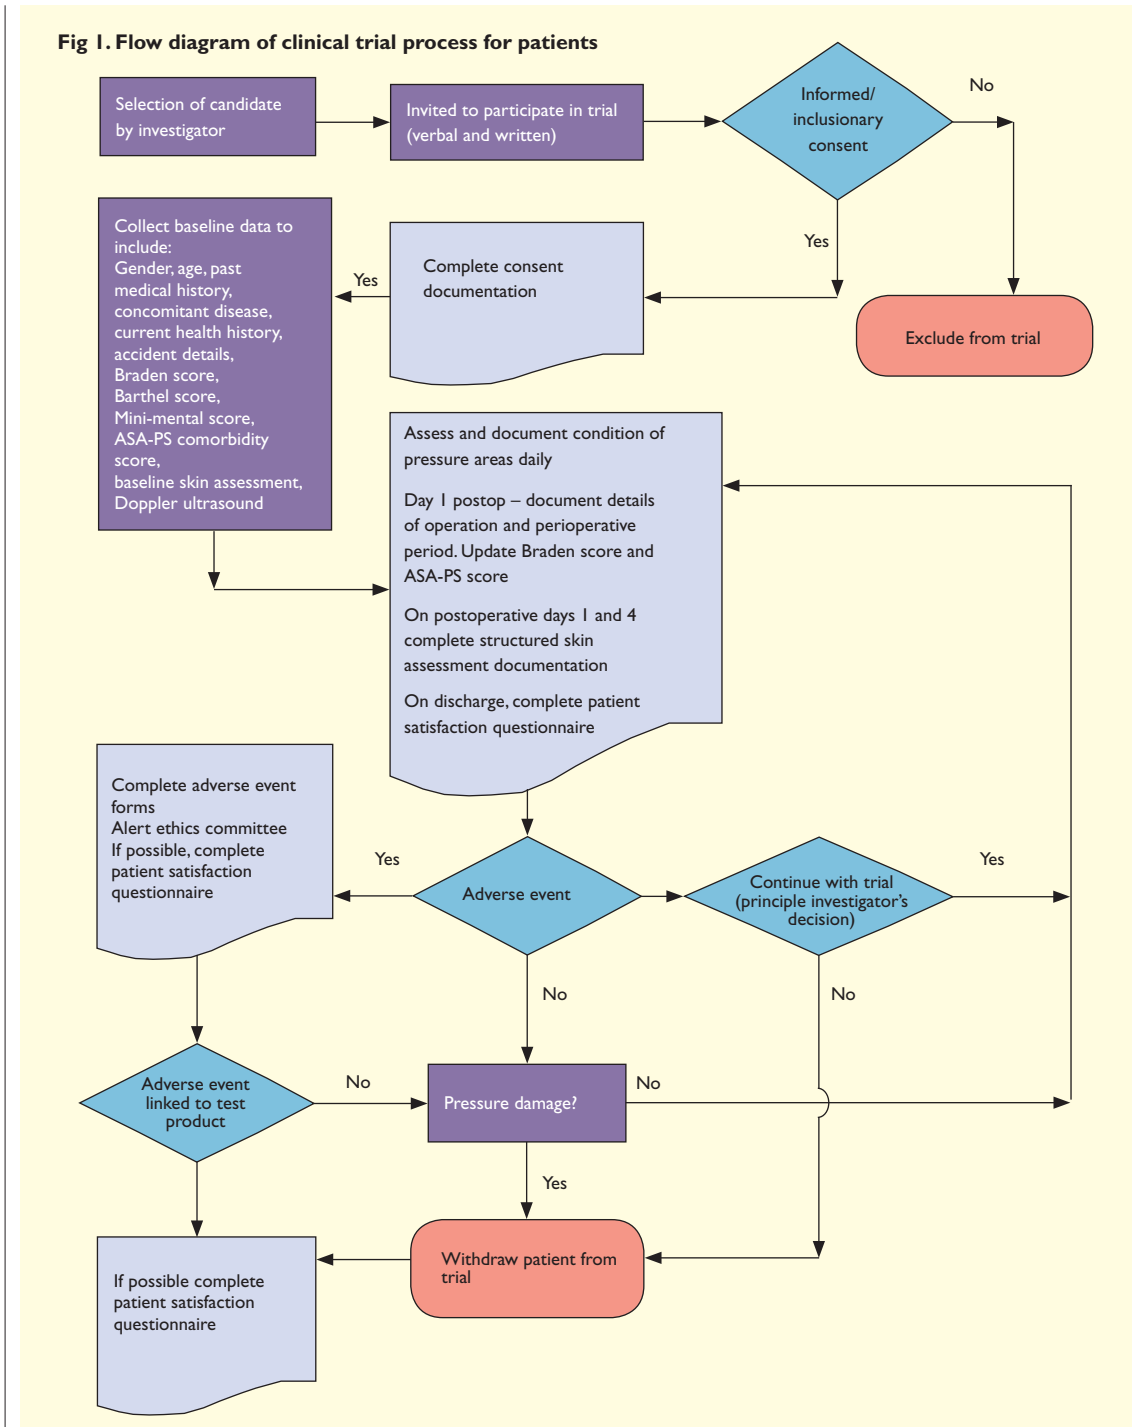 Fig 1. Flow diagram of clinical trial process for patients
Selection of candidate
by investigator
Invited to participate in trial
(verbal and written)
Informed/
inclusionary
consent
No
Yes
Exclude from trial
Complete consent
documentation
Yes
Collect baseline data to
include:
Gender, age, past
medical history,
concomitant disease,
current health history,
accident details,
Braden score,
Barthel score,
Mini-mental score,
ASA-PS comorbidity
score,
baseline skin assessment,
Doppler ultrasound
Assess and document condition of
pressure areas daily
Day 1 postop – document details
of operation and perioperative
period. Update Braden score and
ASA-PS score
On postoperative days 1 and 4
complete structured skin
assessment documentation
On discharge, complete patient
satisfaction questionnaire
Complete adverse event
forms
Alert ethics committee
If possible, complete
patient satisfaction
questionnaire
Yes
Adverse event
Continue with trial
(principle investigator's
decision)
Yes
No
No
Adverse event
linked to test
product
No
Pressure damage?
No
Yes
Withdraw patient from
trial
If possible complete
patient satisfaction
questionnaire